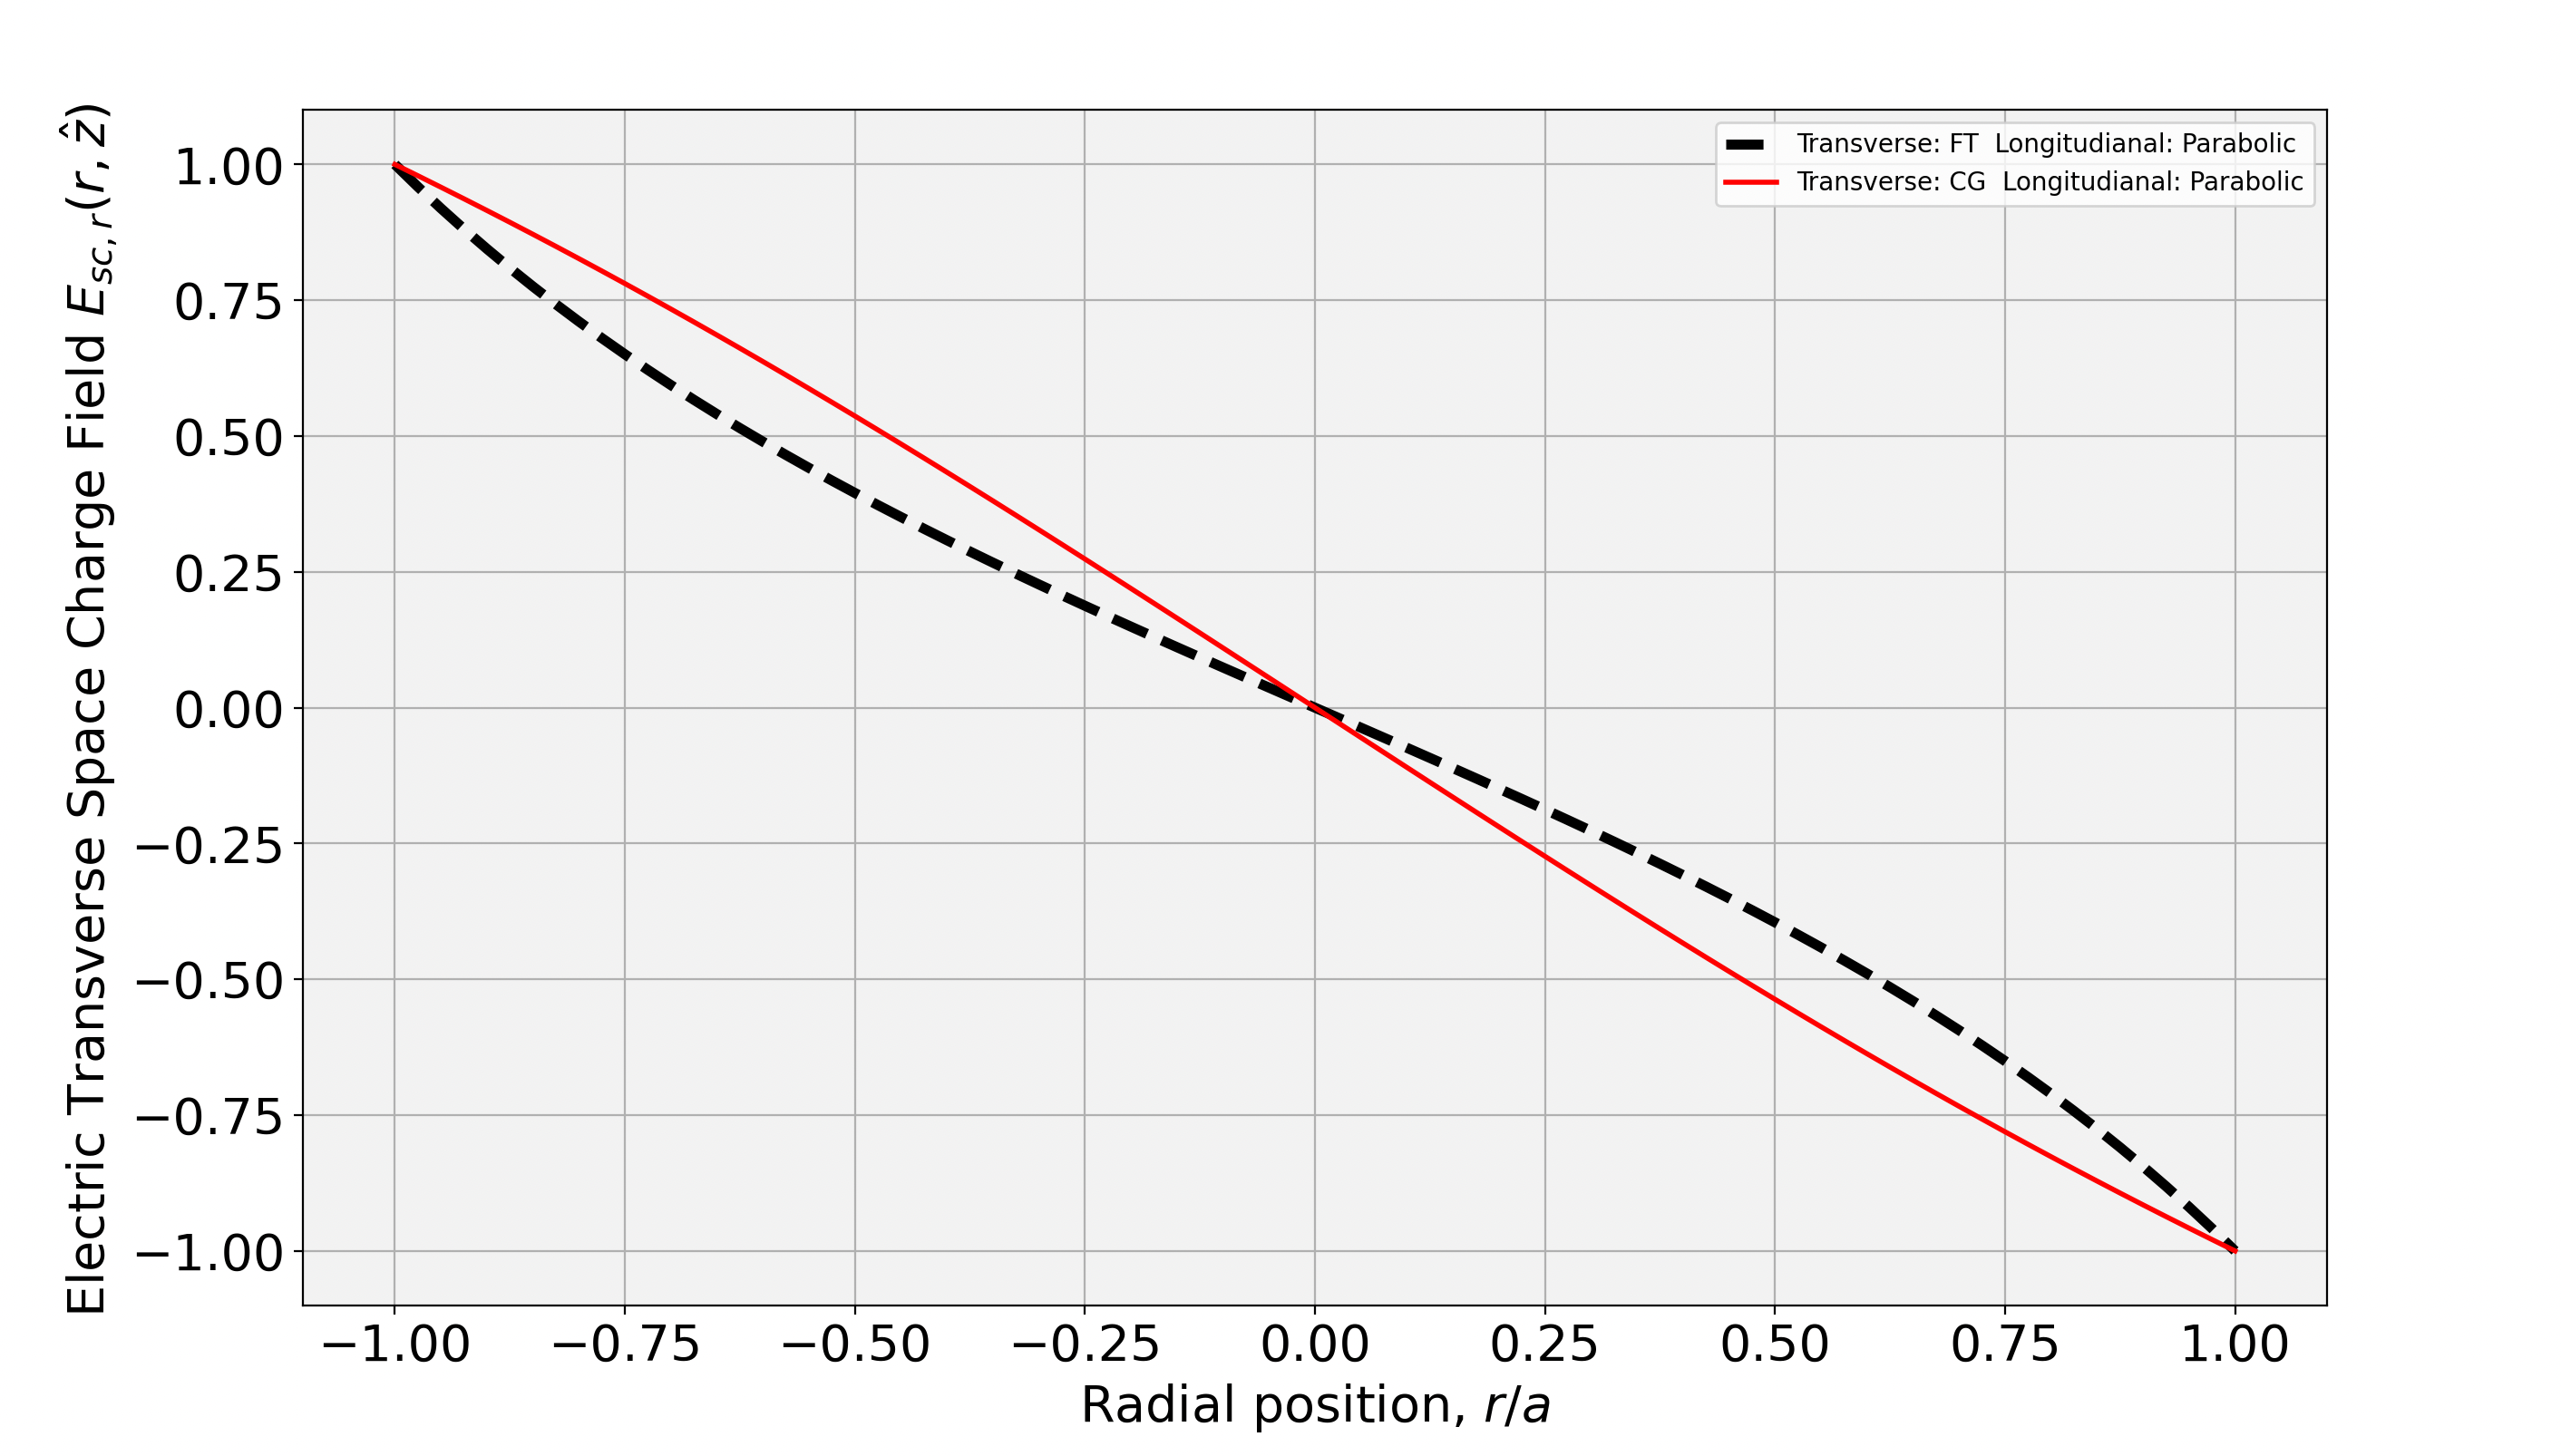 Electric Transverse Space Charge Field E_{sc,r}(r, ẑ)
1.00
0.75
0.50
0.25
0.00
−0.25
−0.50
−0.75
−1.00
Transverse: FT  Longitudianal: Parabolic
Transverse: CG  Longitudianal: Parabolic
−1.00 −0.75 −0.50 −0.25 0.00 0.25 0.50 0.75 1.00
Radial position, r/a